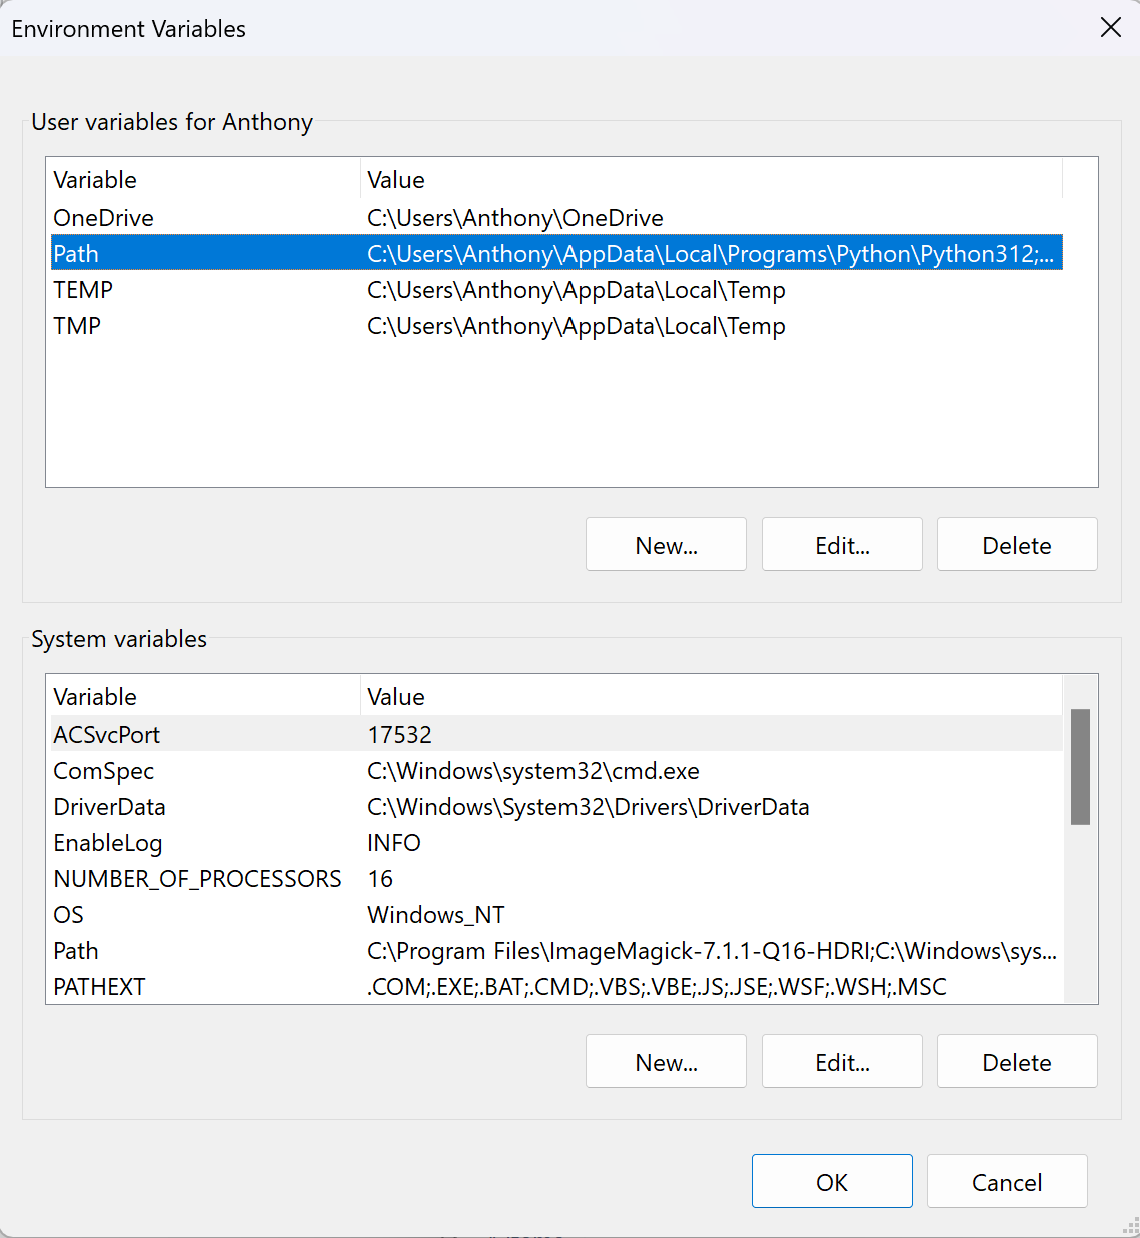 Environment Variables
User variables for Anthony
Variable Value
OneDrive C:\Users\Anthony\OneDrive
Path C:\Users\Anthony\AppData\Local\Programs\Python\Python312;...
TEMP C:\Users\Anthony\AppData\Local\Temp
TMP C:\Users\Anthony\AppData\Local\Temp
New... Edit... Delete
System variables
Variable Value
ACSvcPort 17532
ComSpec C:\Windows\system32\cmd.exe
DriverData C:\Windows\System32\Drivers\DriverData
EnableLog INFO
NUMBER_OF_PROCESSORS 16
OS Windows_NT
Path C:\Program Files\ImageMagick-7.1.1-Q16-HDRI;C:\Windows\sys...
PATHEXT .COM;.EXE;.BAT;.CMD;.VBS;.VBE;.JS;.JSE;.WSF;.WSH;.MSC
New... Edit... Delete
OK Cancel